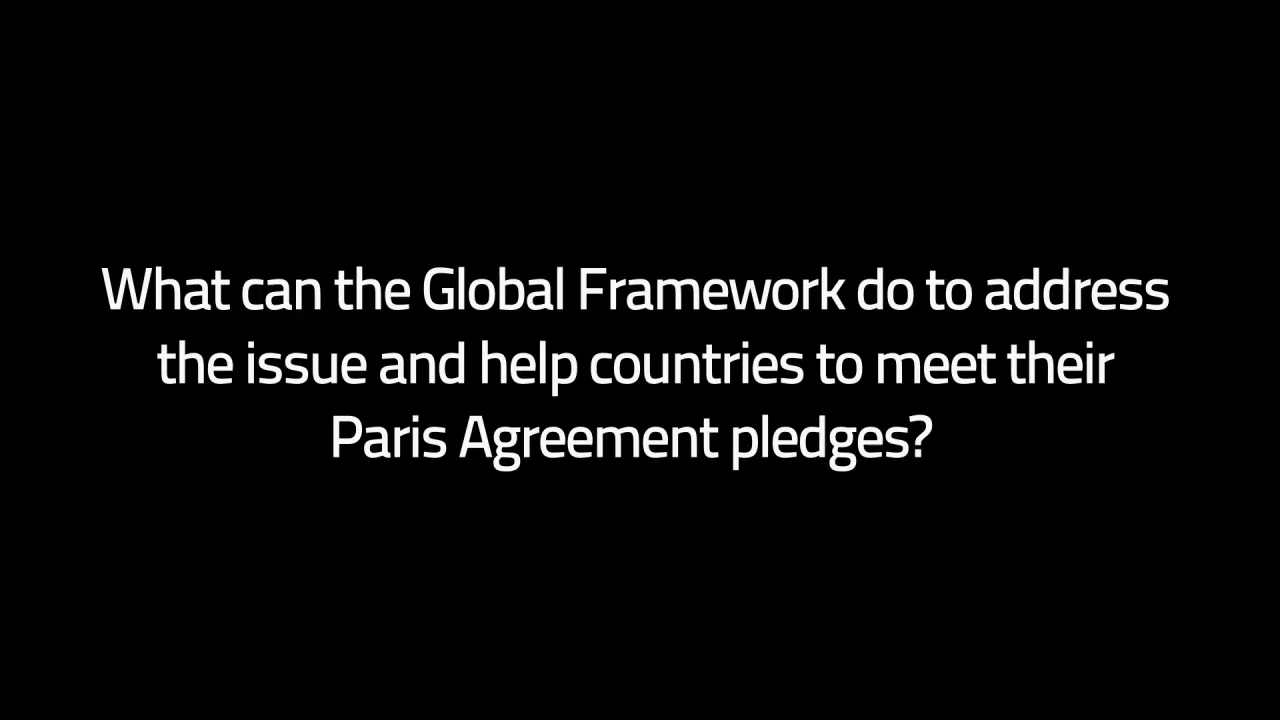 What can the Global Framework do to address
the issue and help countries to meet their
Paris Agreement pledges?